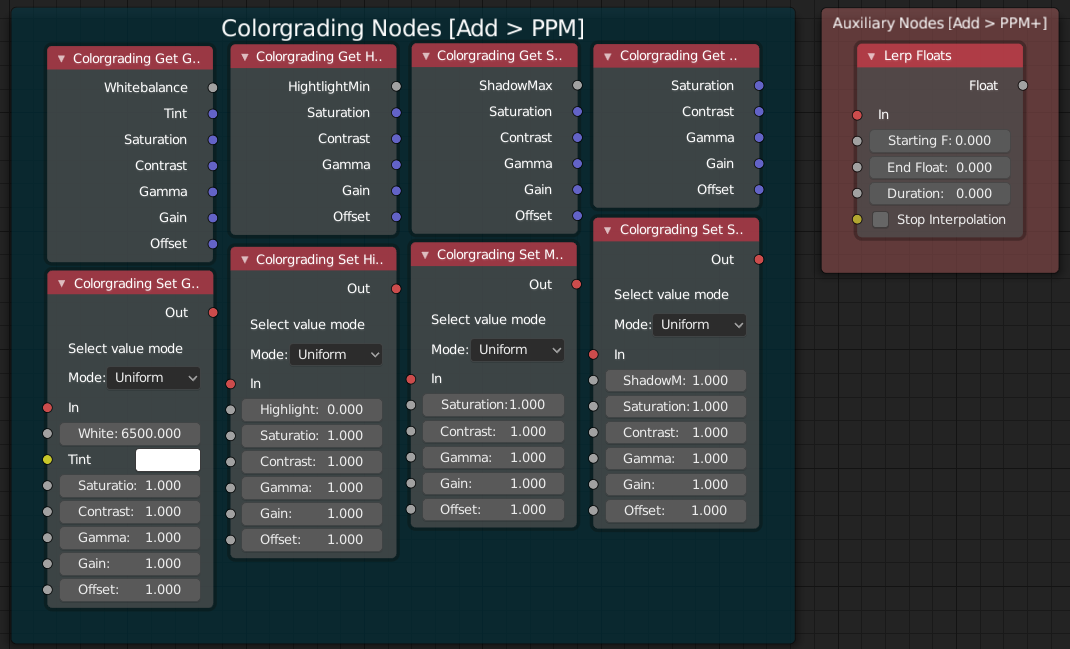 Colorgrading Nodes [Add > PPM]
Colorgrading Get G..
Whitebalance
Tint
Saturation
Contrast
Gamma
Gain
Offset
Colorgrading Set G..
Out
Select value mode
Mode: Uniform
In
White: 6500.000
Tint
Saturatio: 1.000
Contrast: 1.000
Gamma: 1.000
Gain: 1.000
Offset: 1.000
Colorgrading Get H..
HightlightMin
Saturation
Contrast
Gamma
Gain
Offset
Colorgrading Set Hi..
Out
Select value mode
Mode: Uniform
In
Highlight: 0.000
Saturatio: 1.000
Contrast: 1.000
Gamma: 1.000
Gain: 1.000
Offset: 1.000
Colorgrading Get S..
ShadowMax
Saturation
Contrast
Gamma
Gain
Offset
Colorgrading Set M..
Out
Select value mode
Mode: Uniform
In
Saturation: 1.000
Contrast: 1.000
Gamma: 1.000
Gain: 1.000
Offset: 1.000
Colorgrading Get ..
Saturation
Contrast
Gamma
Gain
Offset
Colorgrading Set S..
Out
Select value mode
Mode: Uniform
In
ShadowM: 1.000
Saturation: 1.000
Contrast: 1.000
Gamma: 1.000
Gain: 1.000
Offset: 1.000
Auxiliary Nodes [Add > PPM+]
Lerp Floats
Float
In
Starting F: 0.000
End Float: 0.000
Duration: 0.000
Stop Interpolation